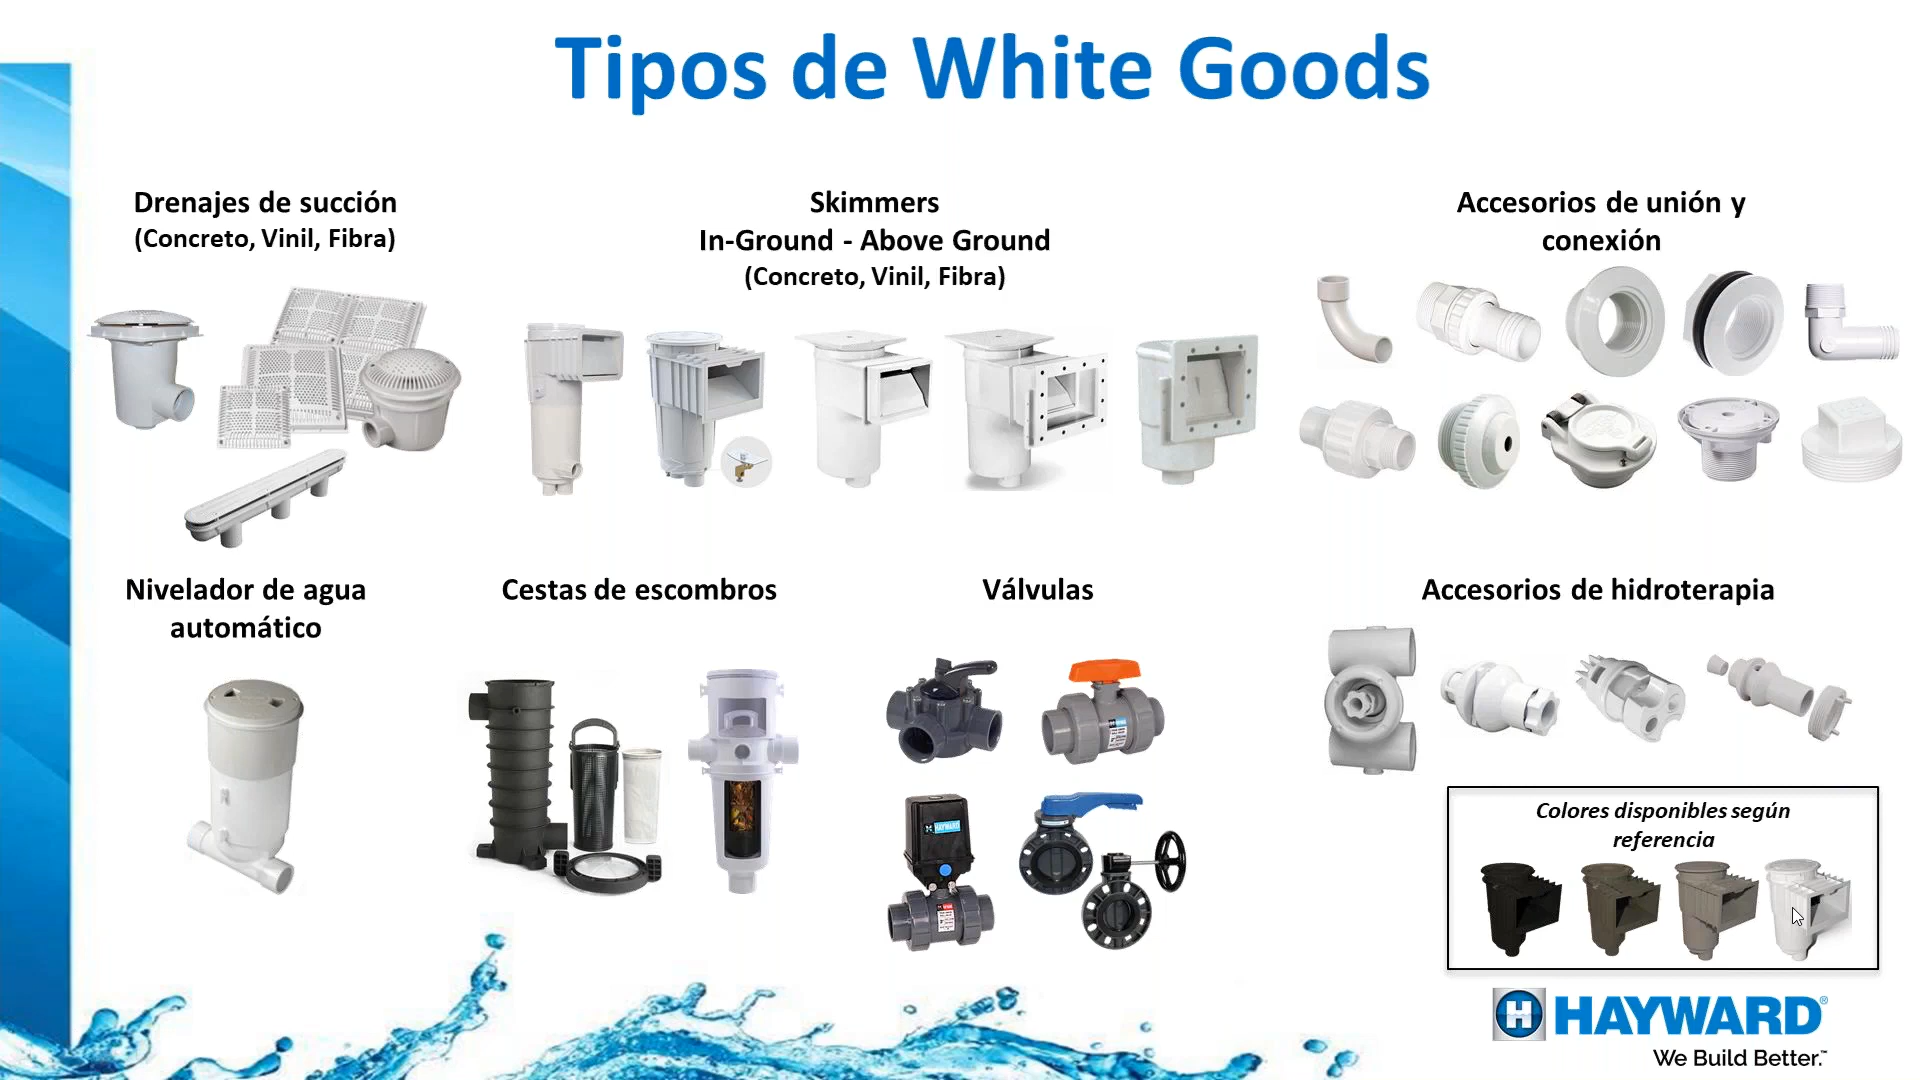 Tipos de White Goods
Drenajes de succión
(Concreto, Vinil, Fibra)
Skimmers
In-Ground - Above Ground
(Concreto, Vinil, Fibra)
Accesorios de unión y
conexión
Nivelador de agua
automático
Cestas de escombros
Válvulas
Accesorios de hidroterapia
HAYWARD
Colores disponibles según
referencia
H HAYWARD®
We Build Better.™